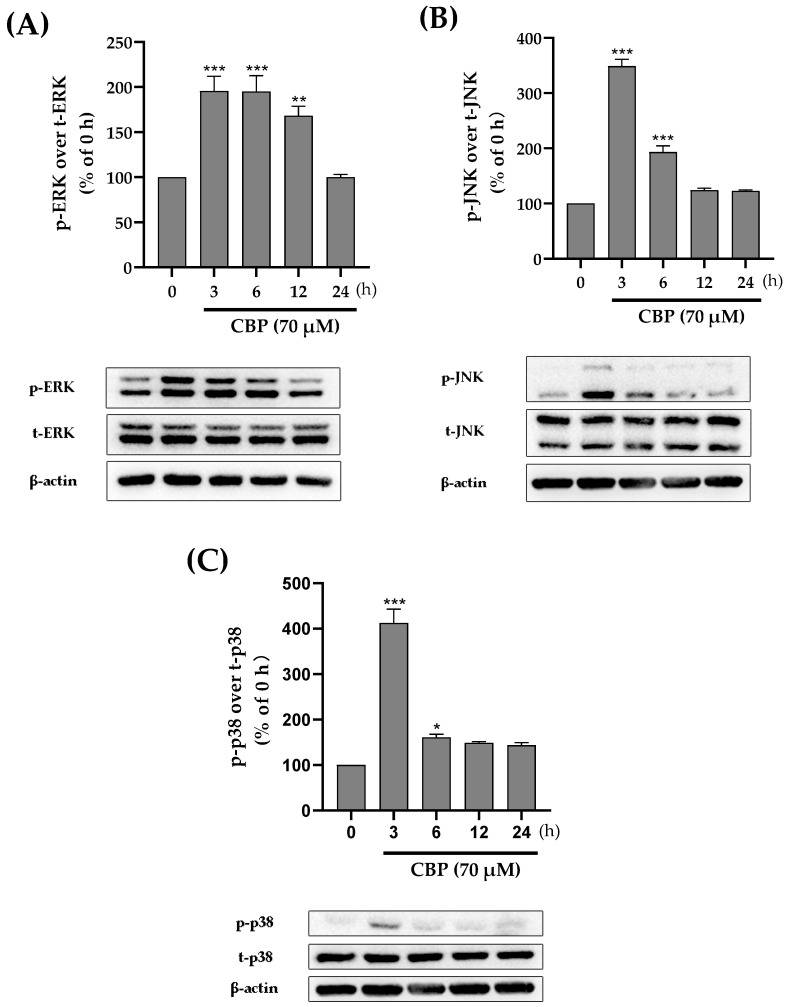 (A)
p-ERK over t-ERK
(% of 0 h)
250
200
150
100
50
0
0 3 6 12 24 (h)
*** *** **
CBP (70 μM)
p-ERK
t-ERK
β-actin
(B)
p-JNK over t-JNK
(% of 0 h)
400
300
200
100
0
*** ***
0 3 6 12 24 (h)
CBP (70 μM)
p-JNK
t-JNK
β-actin
(C)
p-p38 over t-p38
(% of 0 h)
500
400
300
200
100
0
*** *
0 3 6 12 24 (h)
CBP (70 μM)
p-p38
t-p38
β-actin